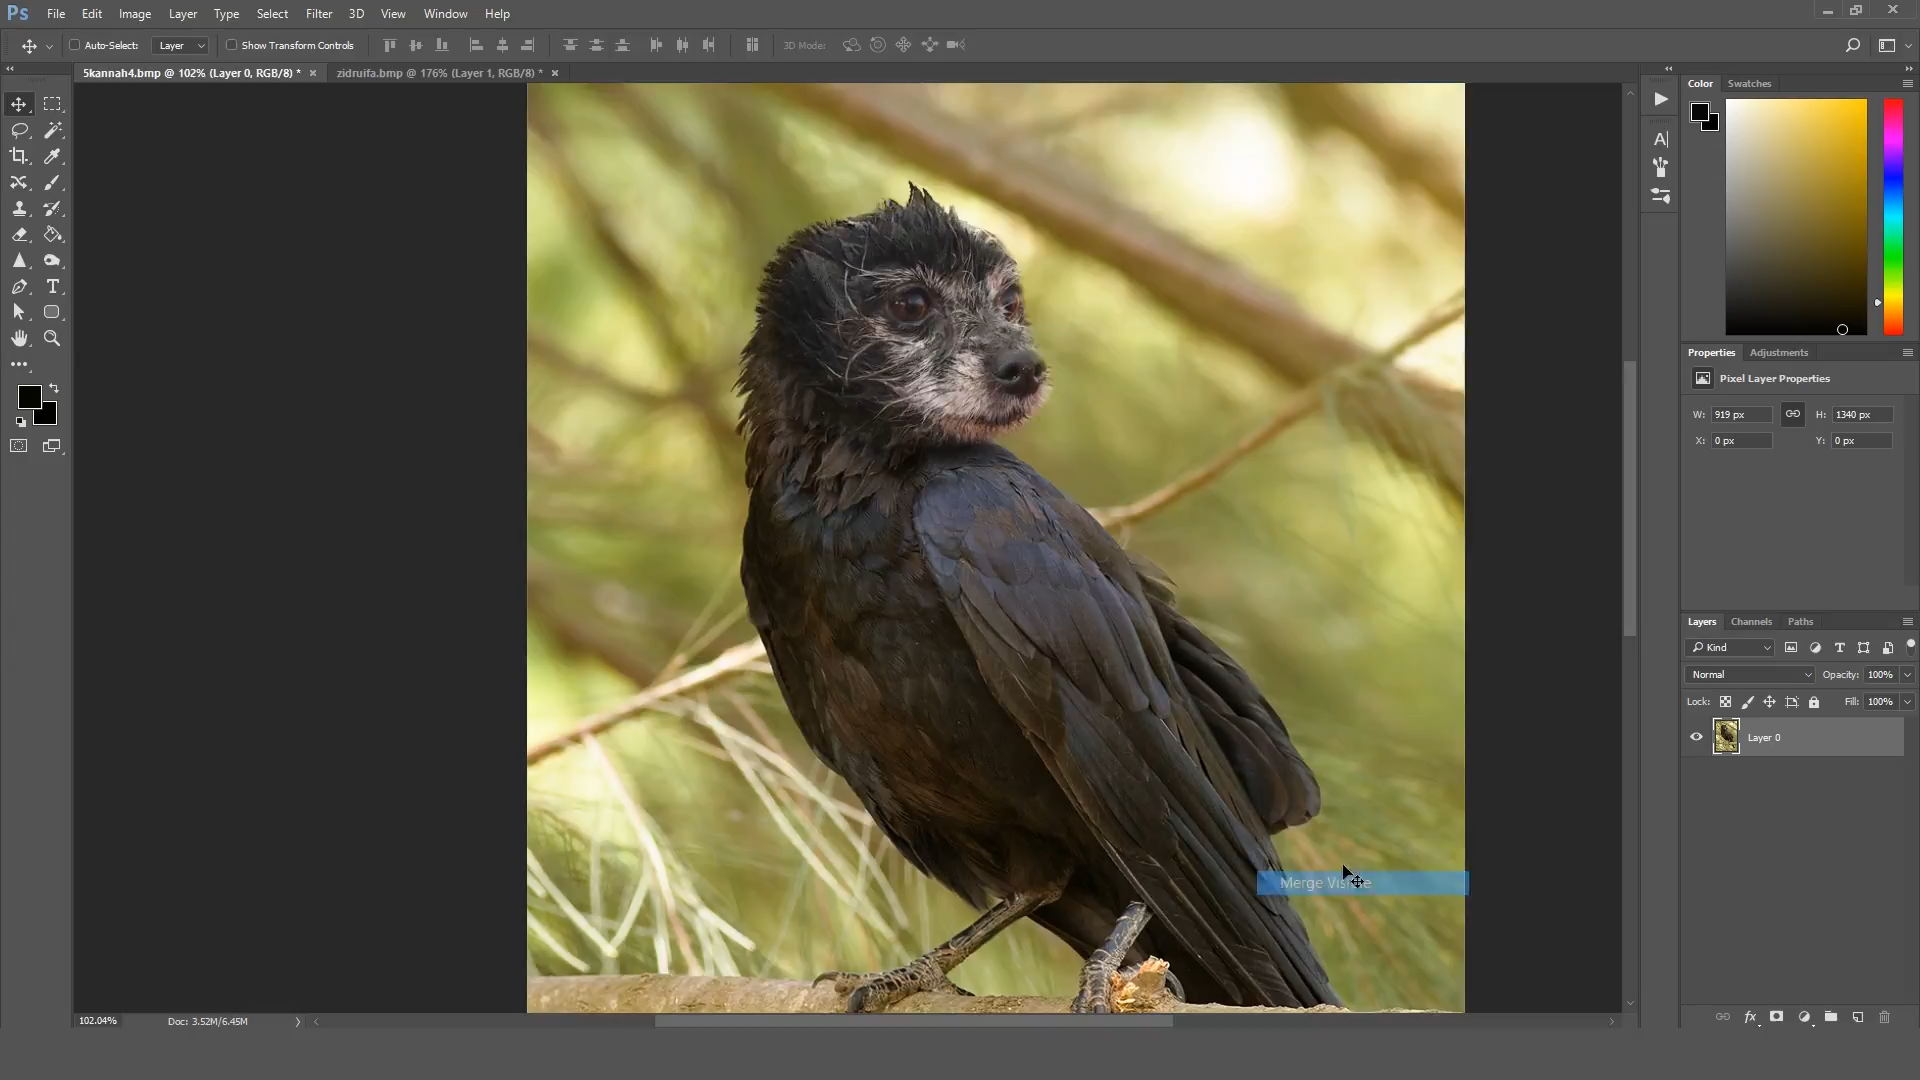 Ps File Edit Image Layer Type Select Filter 3D View Window Help
Auto-Select: Layer Show Transform Controls 3D Mode:
5kannah4.bmp @ 102% (Layer 0, RGB/8) * zidruifa.bmp @ 176% (Layer 1, RGB/8) *
Color Swatches
Properties Adjustments
Pixel Layer Properties
W: 919 px H: 1340 px
X: 0 px Y: 0 px
Layers Channels Paths
Kind
Normal Opacity: 100%
Lock: Fill: 100%
Layer 0
Merge Visible
102.04% Doc: 3.52M/6.45M